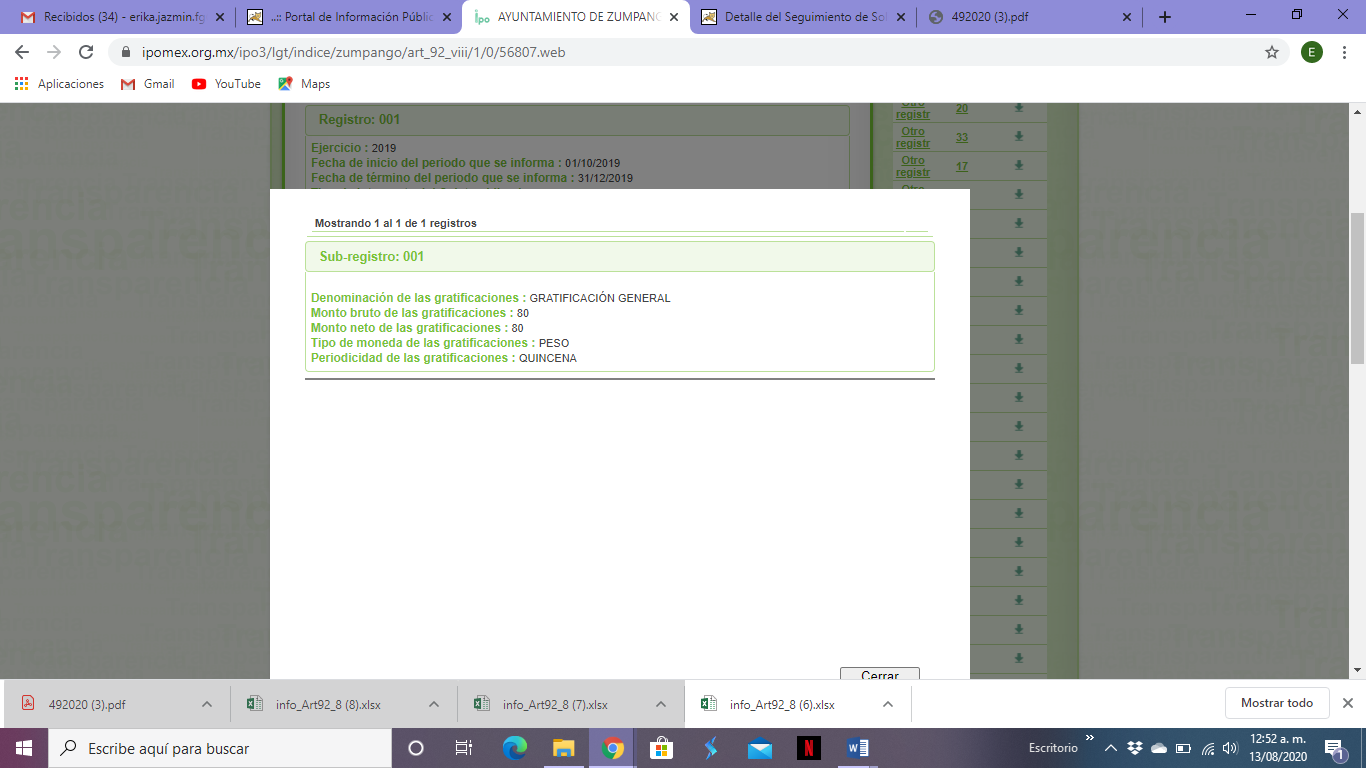 Recibidos (34) - erika.jazmin.fg
..:: Portal de Información Públic
ipo AYUNTAMIENTO DE ZUMPANG
Detalle del Seguimiento de Sol
492020 (3).pdf
ipomex.org.mx/ipo3/lgt/indice/zumpango/art_92_viii/1/0/56807.web
E
Aplicaciones
Gmail
YouTube
Maps
Registro: 001
Ejercicio : 2019
Fecha de inicio del periodo que se informa : 01/10/2019
Fecha de término del periodo que se informa : 31/12/2019
registr 20
Otro
registr 33
Otro
registr 17
Mostrando 1 al 1 de 1 registros
Sub-registro: 001
Denominación de las gratificaciones : GRATIFICACIÓN GENERAL
Monto bruto de las gratificaciones : 80
Monto neto de las gratificaciones : 80
Tipo de moneda de las gratificaciones : PESO
Periodicidad de las gratificaciones : QUINCENA
Cerrar
492020 (3).pdf
info_Art92_8 (8).xlsx
info_Art92_8 (7).xlsx
info_Art92_8 (6).xlsx
Mostrar todo
Escribe aquí para buscar
Escritorio
12:52 a. m.
13/08/2020
1